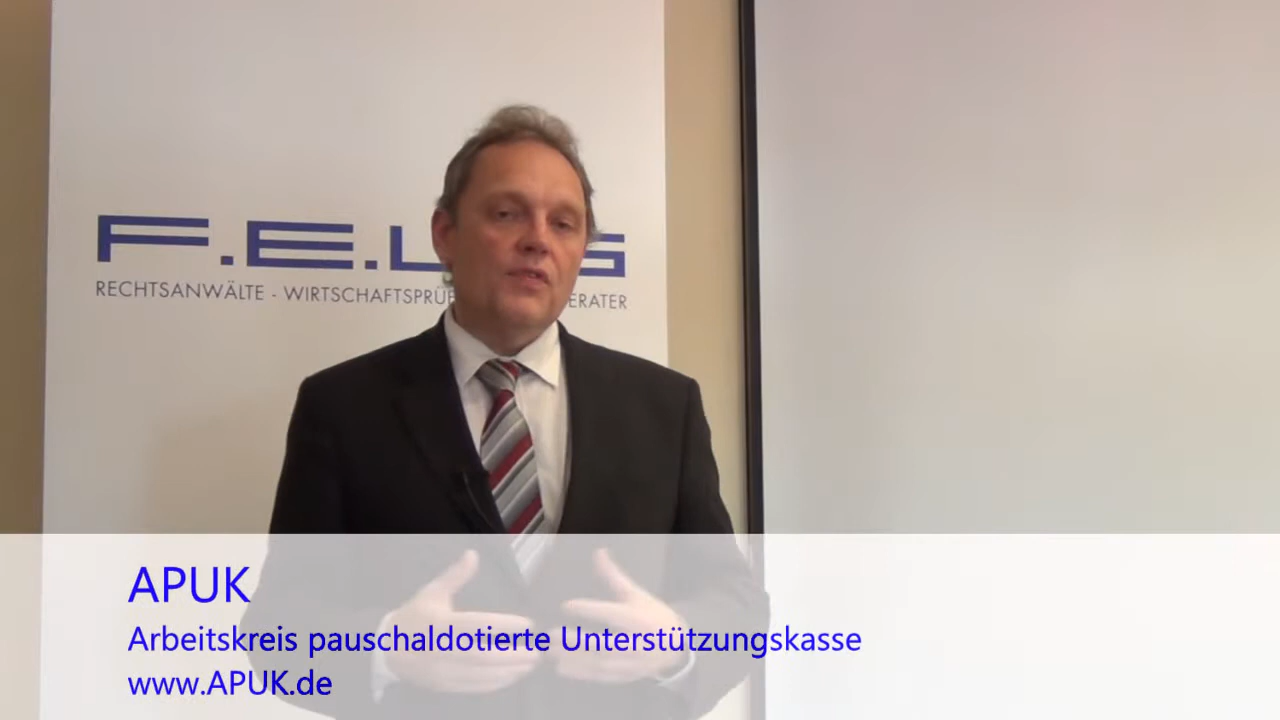 F.E.L.S
RECHTSANWÄLTE - WIRTSCHAFTSPRÜ ERATER
APUK
Arbeitskreis pauschaldotierte Unterstützungskasse
www.APUK.de